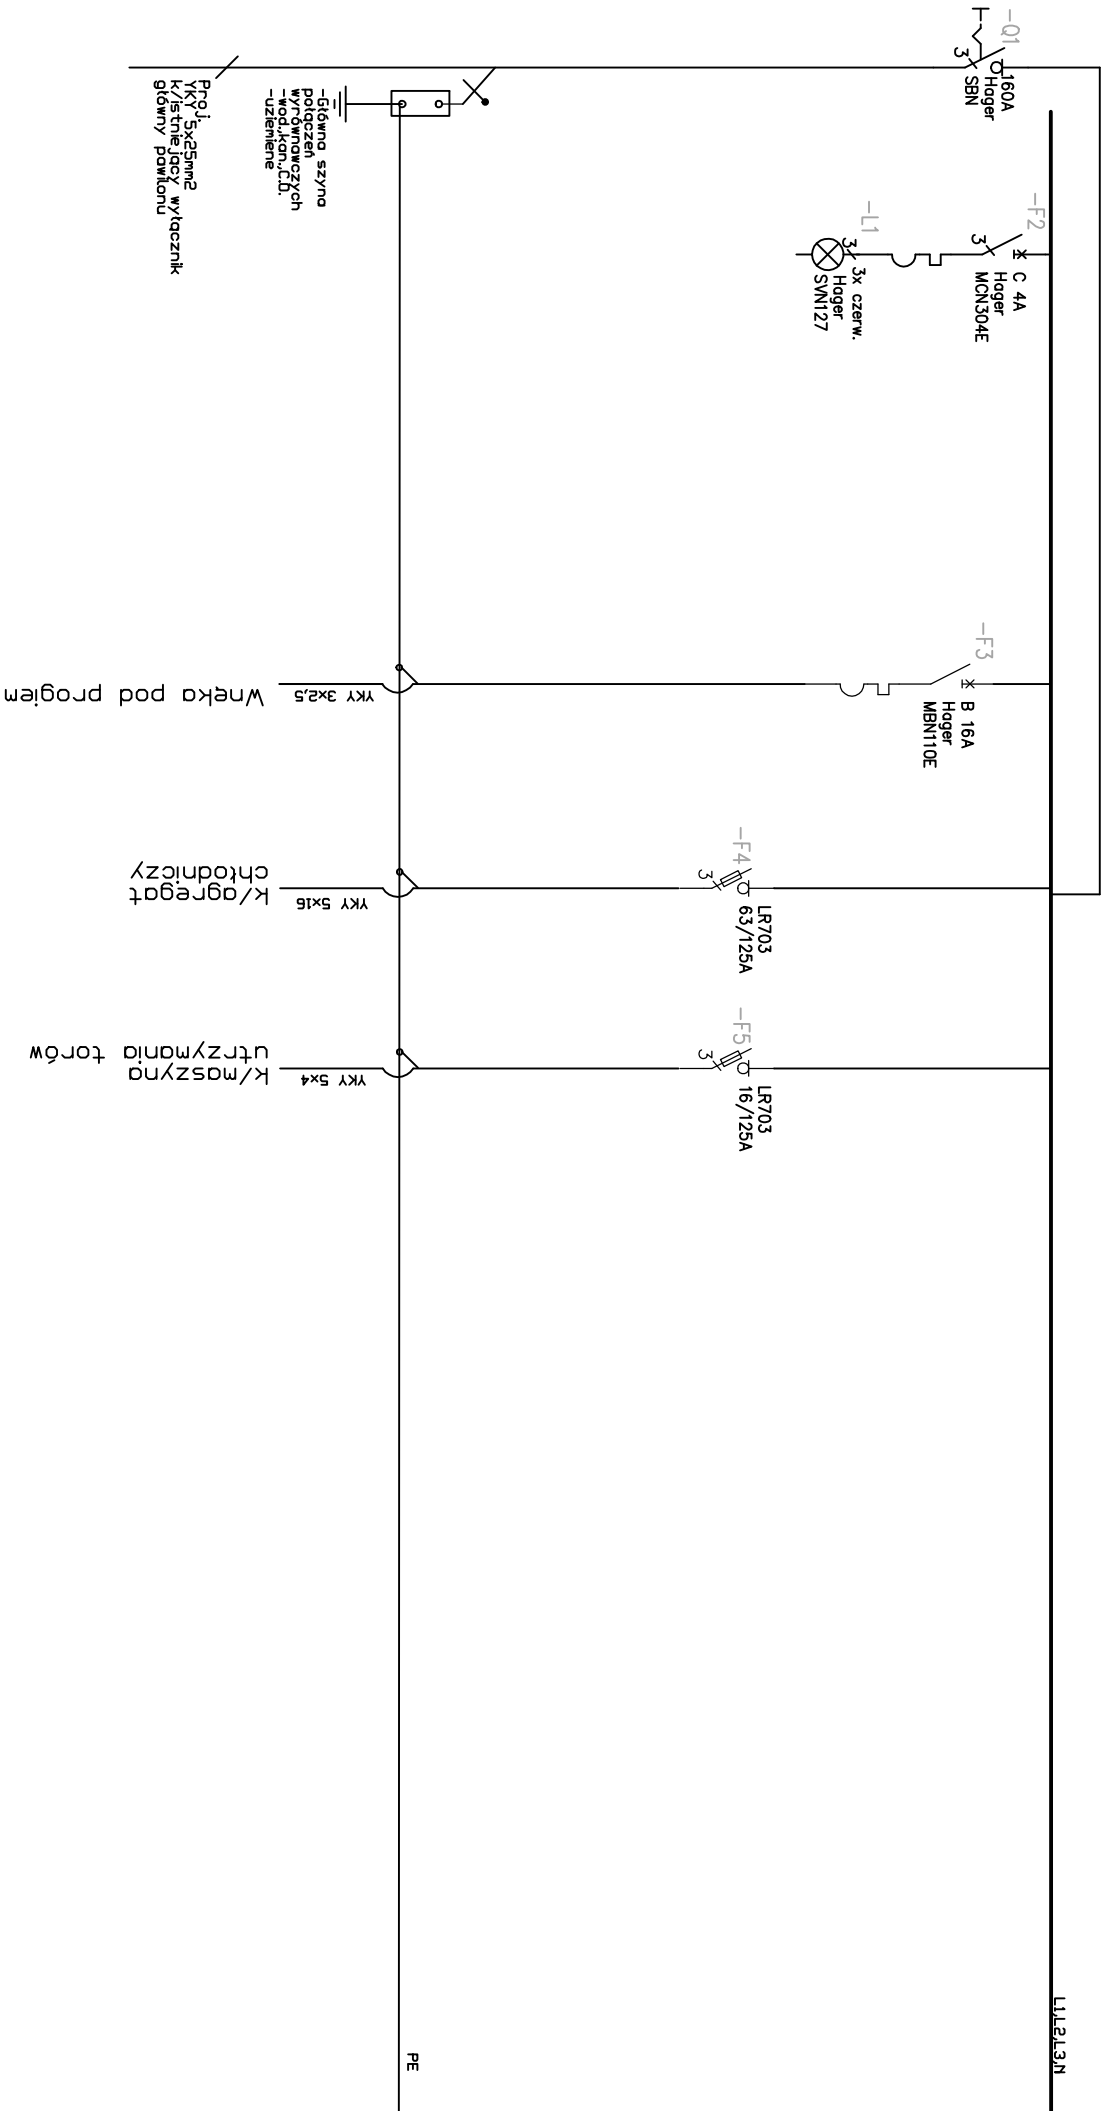 -Q1
160A
Hager
SBN
3
-F2
C 4A
Hager
MCN304E
3
-L1
3x czerw.
Hager
SVN127
3
-Główna szyna
połączeń
wyrównawczych
-wod.,kan.,C.O.
-uziemienie
Proj.
YKY 5x25mm2
k/istniejący wyłącznik
główny pawilonu
-F3
B 16A
Hager
MBN110E
YKY 3x2,5
Wnęka pod progiem
-F4
3
LR703
63/125A
YKY 5x16
k/agregat
chłodniczy
-F5
3
LR703
16/125A
YKY 5x4
k/maszyna
utrzymania torów
L1,L2,L3,N
PE